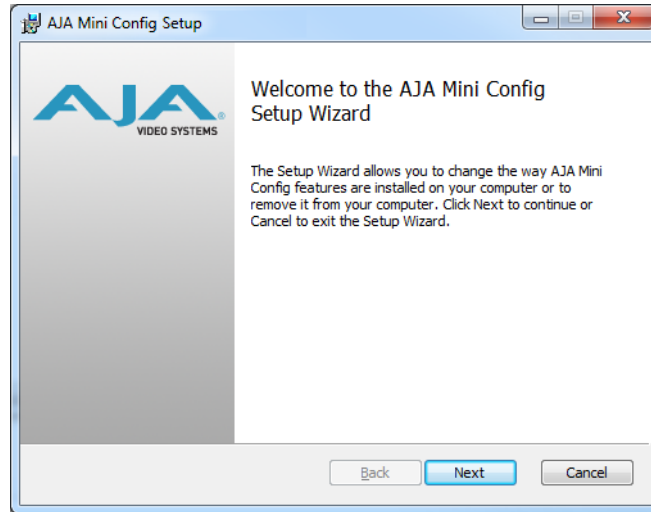 AJA Mini Config Setup
AJA
VIDEO SYSTEMS
Welcome to the AJA Mini Config
Setup Wizard
The Setup Wizard allows you to change the way AJA Mini
Config features are installed on your computer or to
remove it from your computer. Click Next to continue or
Cancel to exit the Setup Wizard.
Back
Next
Cancel